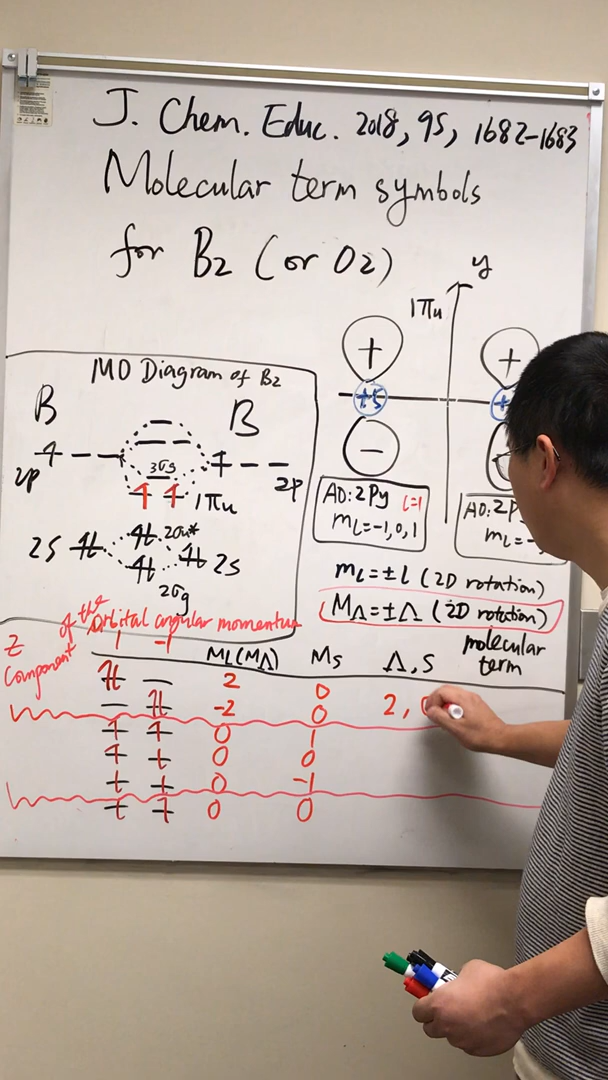 J. Chem. Educ. 2018, 95, 1682-1683
Molecular term symbols
for B2 (or O2)
y
1πu
+
+
+s
+
−
MO Diagram of B2
B
B
3σg
2p
2p
1πu
2σu*
2s
2s
2σg
AO: 2Py l=1
mL=-1,0,1
AO: 2P
mL=-,
mL=±l (2D rotation)
MΛ=±Λ (2D rotation)
Z Component of the orbital angular momentum
1 -1
ML(MΛ) MS Λ,S molecular term
2 0
-2 0 2,
0 1
0 0
0 -1
0 0